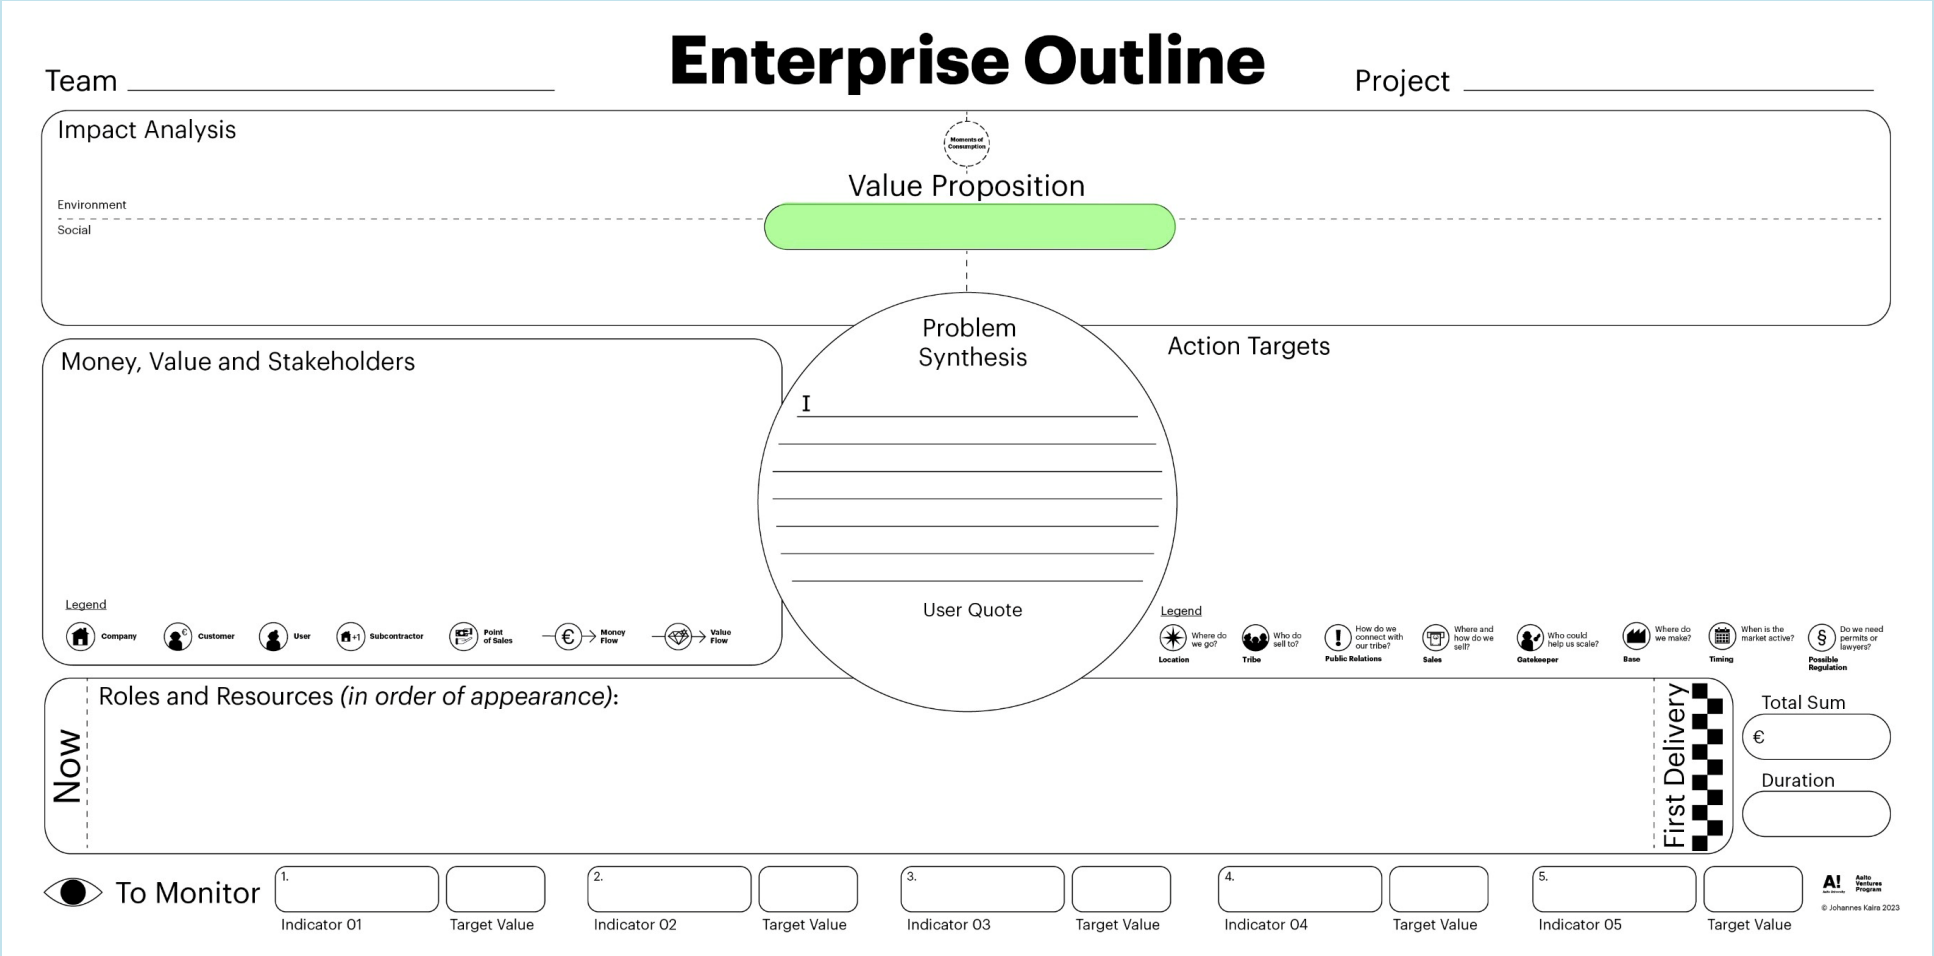 Enterprise Outline
Team
Project
Impact Analysis
Moments of
Consumption
Value Proposition
Environment
Social
Problem
Synthesis
I
User Quote
Money, Value and Stakeholders
Legend
Company
Customer
€
User
+1
Subcontractor
Point
of Sales
€
Money
Flow
Value
Flow
Action Targets
Legend
Where do
we go?
Location
Who do
sell to?
Tribe
!
How do we
connect with
our tribe?
Public Relations
Where and
how do we
sell?
Sales
Who could
help us scale?
Gatekeeper
Where do
we make?
Base
When is the
market active?
Timing
§
Do we need
permits or
lawyers?
Possible
Regulation
Now
Roles and Resources (in order of appearance):
First Delivery
Total Sum
€
Duration
To Monitor
1.
Indicator 01
Target Value
2.
Indicator 02
Target Value
3.
Indicator 03
Target Value
4.
Indicator 04
Target Value
5.
Indicator 05
Target Value
A!
Aalto University
Aalto
Ventures
Program
© Johannes Kaira 2023